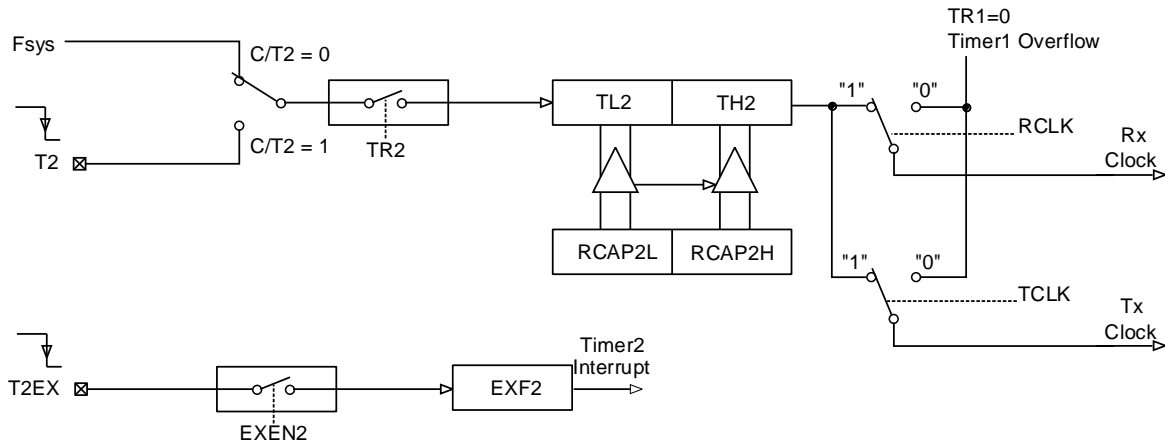 TR1=0
Timer1 Overflow
Fsys
C/T2 = 0
T2
C/T2 = 1
TR2
TL2
TH2
RCAP2L
RCAP2H
"1"
"0"
RCLK
Rx
Clock
"1"
"0"
TCLK
Tx
Clock
T2EX
EXEN2
EXF2
Timer2
Interrupt